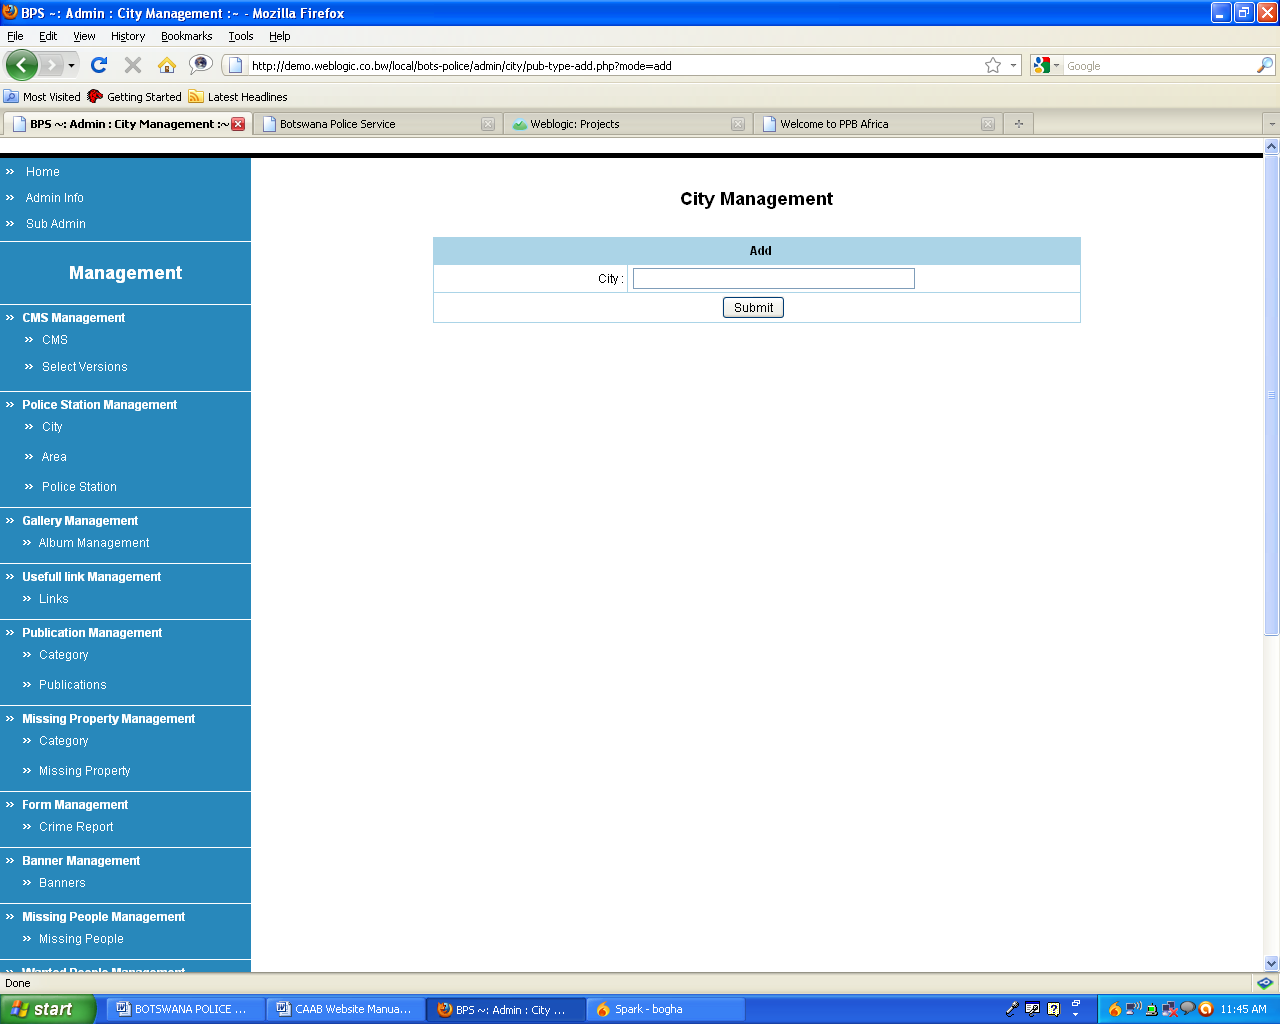 BPS ~: Admin : City Management :~ - Mozilla Firefox
File Edit View History Bookmarks Tools Help
http://demo.weblogic.co.bw/local/bots-police/admin/city/pub-type-add.php?mode=add
Google
Most Visited Getting Started Latest Headlines
BPS ~: Admin : City Management :~ Botswana Police Service Weblogic: Projects Welcome to PPB Africa
Home
Admin Info
Sub Admin
Management
CMS Management
CMS
Select Versions
Police Station Management
City
Area
Police Station
Gallery Management
Album Management
Usefull link Management
Links
Publication Management
Category
Publications
Missing Property Management
Category
Missing Property
Form Management
Crime Report
Banner Management
Banners
Missing People Management
Missing People
Wanted People Management
City Management
Add
City :
Submit
Done
start BOTSWANA POLICE ... CAAB Website Manua... BPS ~: Admin : City ... Spark - bogha 11:45 AM